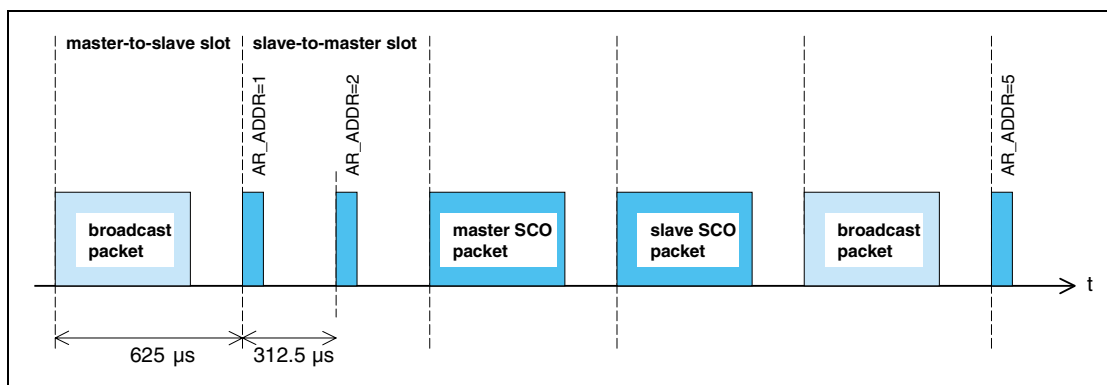 master-to-slave slot
slave-to-master slot
AR_ADDR=1
AR_ADDR=2
AR_ADDR=5
broadcast
packet
master SCO
packet
slave SCO
packet
broadcast
packet
t
625 µs
312.5 µs